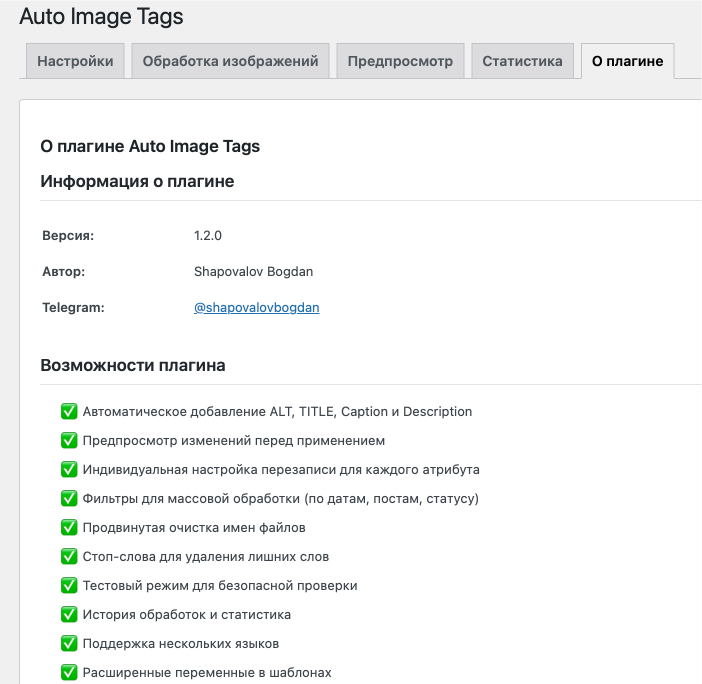 Auto Image Tags
Настройки
Обработка изображений
Предпросмотр
Статистика
О плагине
О плагине Auto Image Tags
Информация о плагине
Версия: 1.2.0
Автор: Shapovalov Bogdan
Telegram: @shapovalovbogdan
Возможности плагина
Автоматическое добавление ALT, TITLE, Caption и Description
Предпросмотр изменений перед применением
Индивидуальная настройка перезаписи для каждого атрибута
Фильтры для массовой обработки (по датам, постам, статусу)
Продвинутая очистка имен файлов
Стоп-слова для удаления лишних слов
Тестовый режим для безопасной проверки
История обработок и статистика
Поддержка нескольких языков
Расширенные переменные в шаблонах